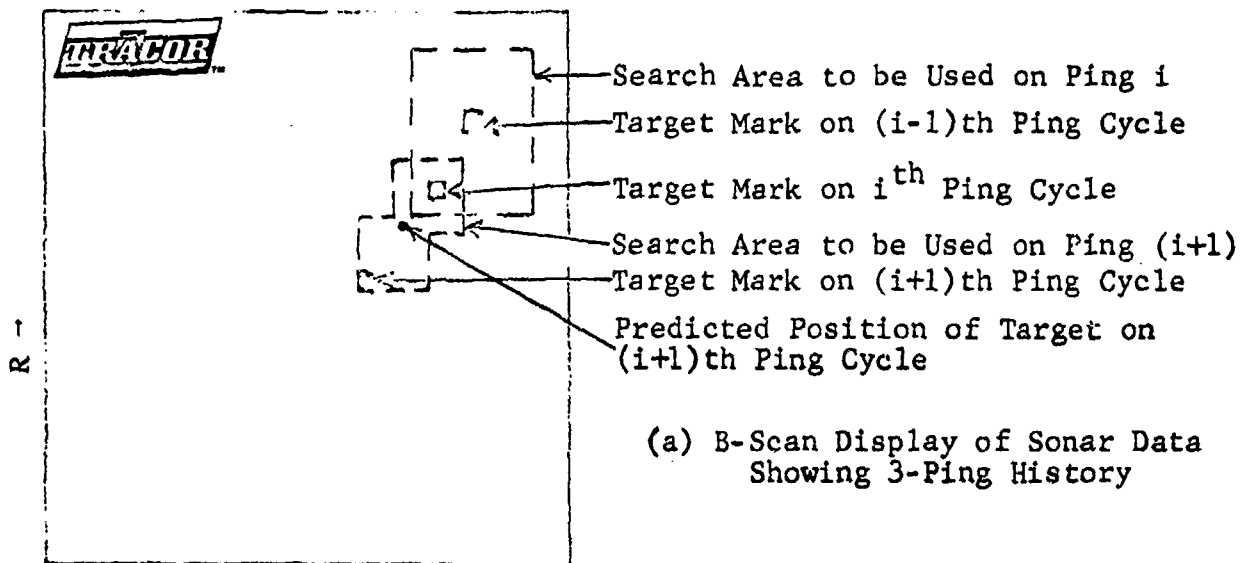 TRACOR
TM
Search Area to be Used on Ping i
Target Mark on (i-1)th Ping Cycle
Target Mark on i^th Ping Cycle
Search Area to be Used on Ping (i+1)
Target Mark on (i+1)th Ping Cycle
Predicted Position of Target on
(i+1)th Ping Cycle
R →
(a) B-Scan Display of Sonar Data
Showing 3-Ping History